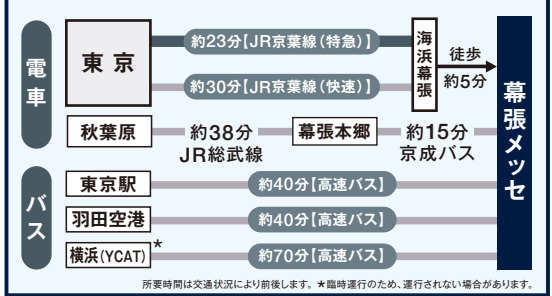 電車
東京
約23分【JR京葉線(特急)】
約30分【JR京葉線(快速)】
海浜幕張
徒歩
約5分
秋葉原
約38分
JR総武線
幕張本郷
約15分
京成バス
バス
東京駅
約40分【高速バス】
羽田空港
約40分【高速バス】
横浜(YCAT)*
約70分【高速バス】
幕張メッセ
所要時間は交通状況により前後します。*臨時運行のため、運行されない場合があります。